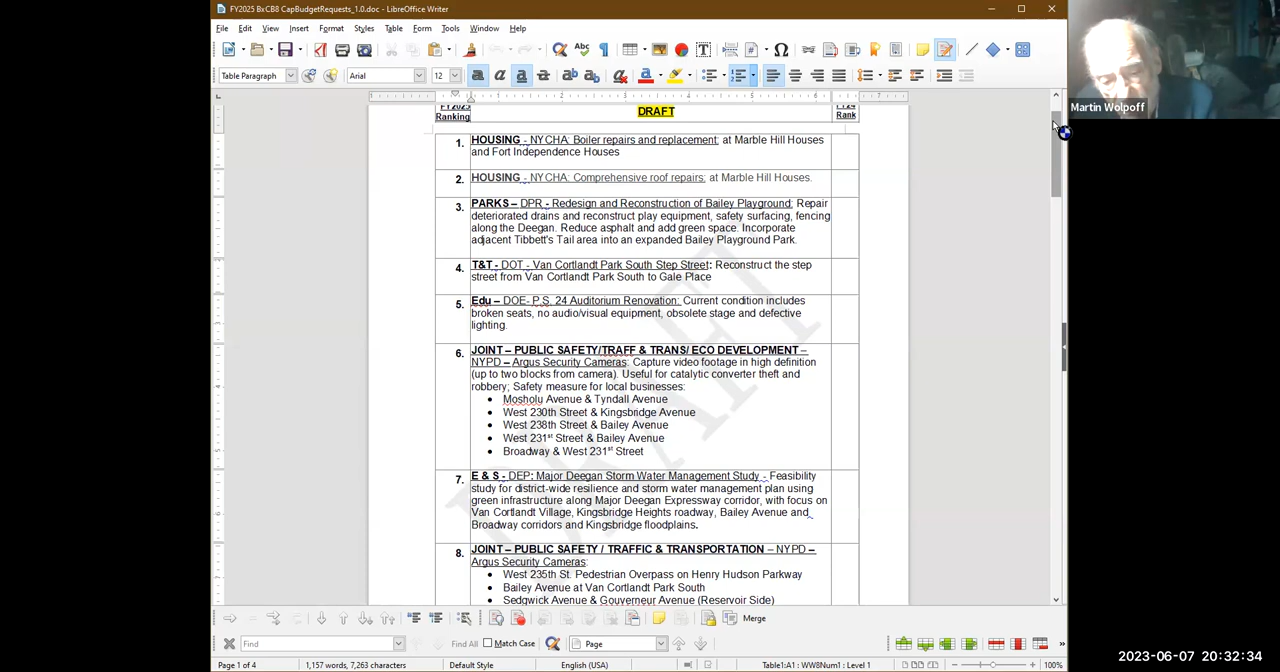 FY2025 BxCB8 CapBudgetRequests_1.0.doc - LibreOffice Writer
File Edit View Insert Format Styles Table Form Tools Window Help
Table Paragraph Arial 12
FY2025 DRAFT FY24
Ranking Rank
1. HOUSING - NYCHA: Boiler repairs and replacement: at Marble Hill Houses
and Fort Independence Houses
2. HOUSING - NYCHA: Comprehensive roof repairs: at Marble Hill Houses.
3. PARKS – DPR - Redesign and Reconstruction of Bailey Playground: Repair
deteriorated drains and reconstruct play equipment, safety surfacing, fencing
along the Deegan. Reduce asphalt and add green space. Incorporate
adjacent Tibbett's Tail area into an expanded Bailey Playground Park.
4. T&T - DOT - Van Cortlandt Park South Step Street: Reconstruct the step
street from Van Cortlandt Park South to Gale Place
5. Edu – DOE- P.S. 24 Auditorium Renovation: Current condition includes
broken seats, no audio/visual equipment, obsolete stage and defective
lighting.
6. JOINT – PUBLIC SAFETY/TRAFF & TRANS/ ECO DEVELOPMENT –
NYPD – Argus Security Cameras: Capture video footage in high definition
(up to two blocks from camera). Useful for catalytic converter theft and
robbery; Safety measure for local businesses:
• Mosholu Avenue & Tyndall Avenue
• West 230th Street & Kingsbridge Avenue
• West 238th Street & Bailey Avenue
• West 231st Street & Bailey Avenue
• Broadway & West 231st Street
7. E & S - DEP: Major Deegan Storm Water Management Study - Feasibility
study for district-wide resilience and storm water management plan using
green infrastructure along Major Deegan Expressway corridor, with focus on
Van Cortlandt Village, Kingsbridge Heights roadway, Bailey Avenue and
Broadway corridors and Kingsbridge floodplains.
8. JOINT – PUBLIC SAFETY / TRAFFIC & TRANSPORTATION – NYPD –
Argus Security Cameras:
• West 235th St. Pedestrian Overpass on Henry Hudson Parkway
• Bailey Avenue at Van Cortlandt Park South
• Sedgwick Avenue & Gouverneur Avenue (Reservoir Side)
DRAFT
Merge
Find Find All Match Case Page
Page 1 of 4 1,157 words, 7,263 characters Default Style English (USA) Table1:A1 : WW8Num1 : Level 1 100%
Martin Wolpoff
2023-06-07 20:32:34